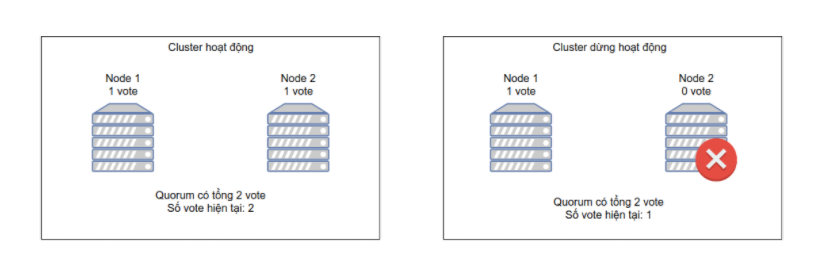 Cluster hoạt động
Node 1
1 vote
Node 2
1 vote
Quorum có tổng 2 vote
Số vote hiện tại: 2
Cluster dừng hoạt động
Node 1
1 vote
Node 2
0 vote
Quorum có tổng 2 vote
Số vote hiện tại: 1